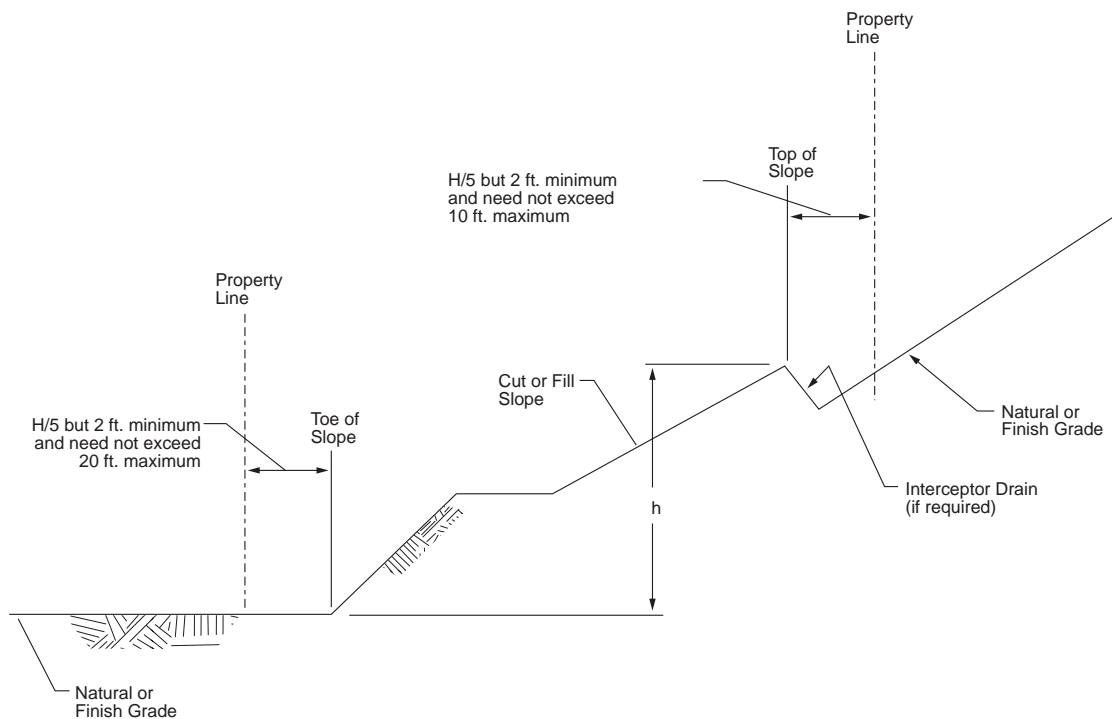 Property
Line
Top of
Slope
H/5 but 2 ft. minimum
and need not exceed
10 ft. maximum
Property
Line
Cut or Fill
Slope
Toe of
Slope
H/5 but 2 ft. minimum
and need not exceed
20 ft. maximum
Natural or
Finish Grade
Interceptor Drain
(if required)
h
Natural or
Finish Grade